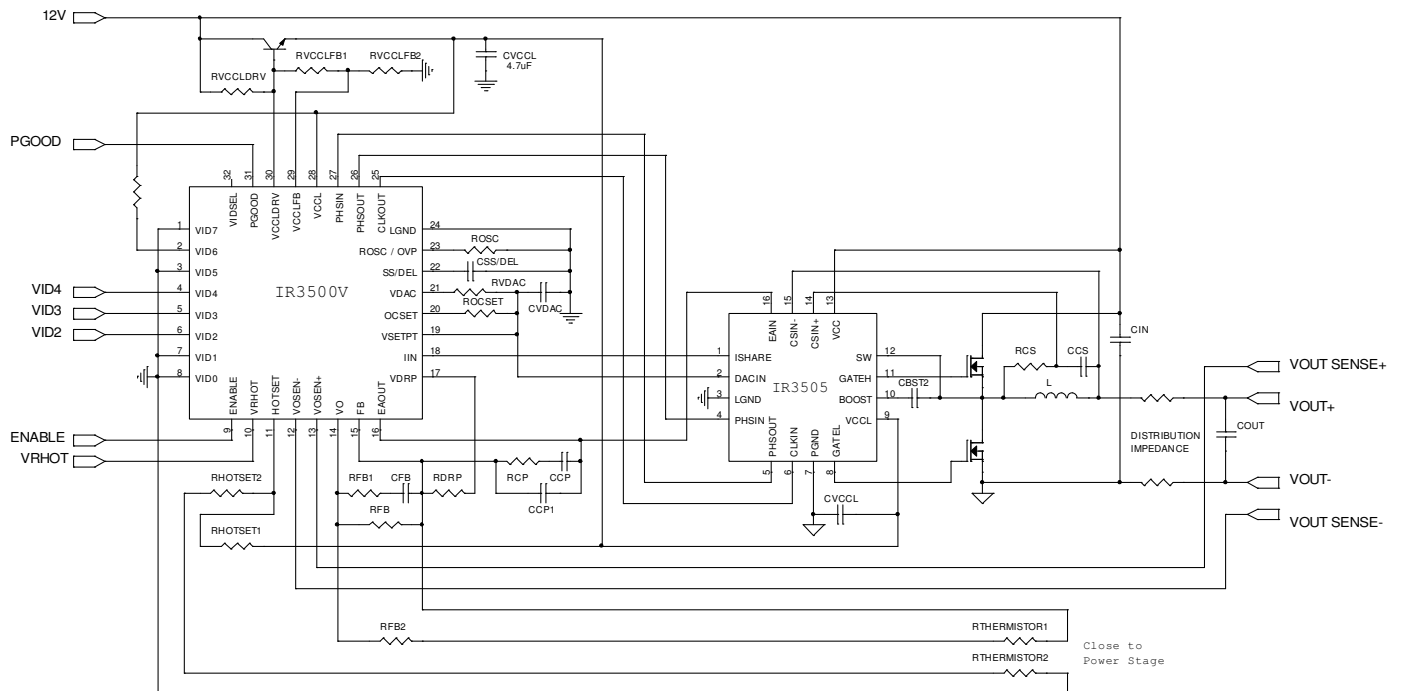 12V
RVCCLFB1
RVCCLFB2
CVCCL
4.7uF
RVCCLDRV
PGOOD
32
31
30
29
28
27
26
25
VIDSEL
PGOOD
VCCLDRV
VCCLFB
VCCL
PHSIN
PHSOUT
CLKOUT
1
VID7
LGND
24
2
VID6
ROSC / OVP
23
ROSC
3
VID5
SS/DEL
22
CSS/DEL
VID4
4
VID4
IR3500V
VDAC
21
RVDAC
VID3
5
VID3
OCSET
20
ROCSET
CVDAC
VID2
6
VID2
VSETPT
19
7
VID1
IIN
18
8
VID0
VDRP
17
ENABLE
VRHOT
HOTSET
VOSEN-
VOSEN+
VO
FB
EAOUT
9
10
11
12
13
14
15
16
ENABLE
VRHOT
16
15
14
13
EAIN
CSIN-
CSIN+
VCC
1
ISHARE
SW
12
2
DACIN
IR3505
GATEH
11
3
LGND
BOOST
10
CBST2
4
PHSIN
VCCL
9
PHSOUT
CLKIN
PGND
GATEL
5
6
7
8
CIN
RCS
CCS
L
VOUT SENSE+
VOUT+
COUT
DISTRIBUTION
IMPEDANCE
VOUT-
VOUT SENSE-
RHOTSET2
RFB1
CFB
RDRP
RCP
CCP
CCP1
CVCCL
RFB
RHOTSET1
RFB2
RTHERMISTOR1
Close to
Power Stage
RTHERMISTOR2